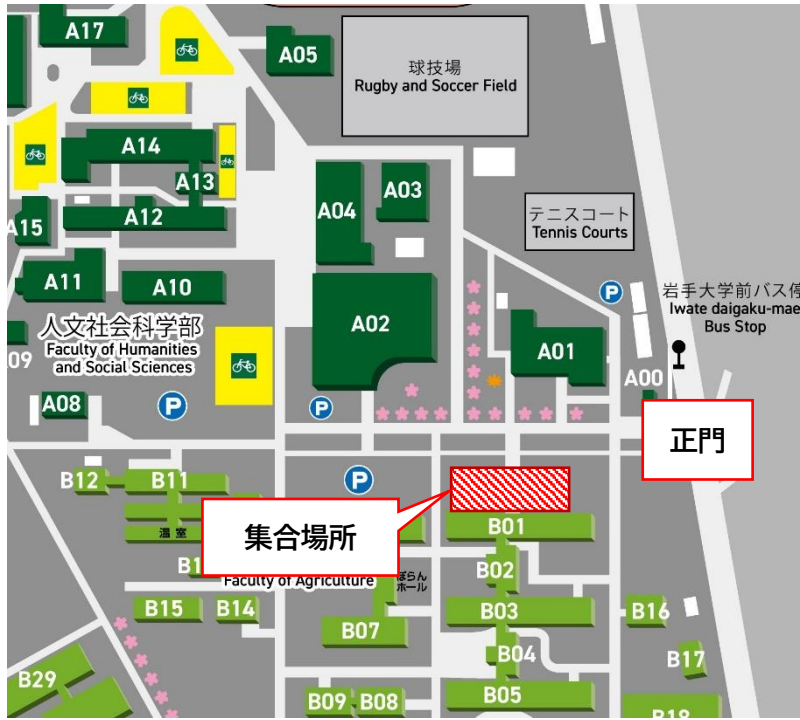 A17
A05
球技場
Rugby and Soccer Field
A14
A13
A12
A15
A04
A03
テニスコート
Tennis Courts
A11
A10
A02
A01
岩手大学前バス停
Iwate daigaku-mae
Bus Stop
人文社会科学部
Faculty of Humanities
and Social Sciences
09
A08
P
P
P
A00
正門
B12
B11
P
温室
集合場所
B01
B02
Faculty of Agriculture
ぽらん
ホール
B15
B14
B07
B03
B04
B16
B17
B29
B09
B08
B05
B18